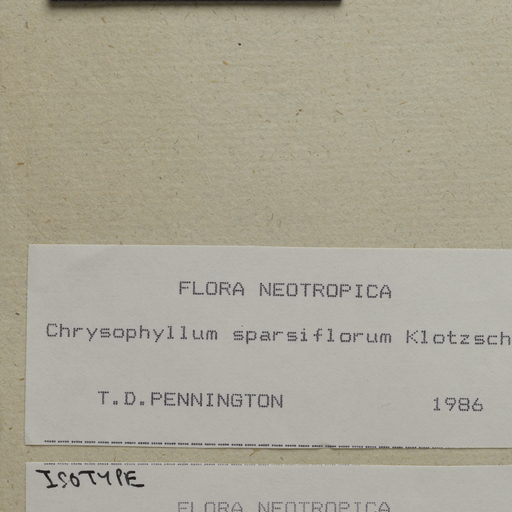 FLORA NEOTROPICA
Chrysophyllum sparsiflorum Klotzsch
T.D.PENNINGTON 1986
ISOTYPE
FLORA NEOTROPICA